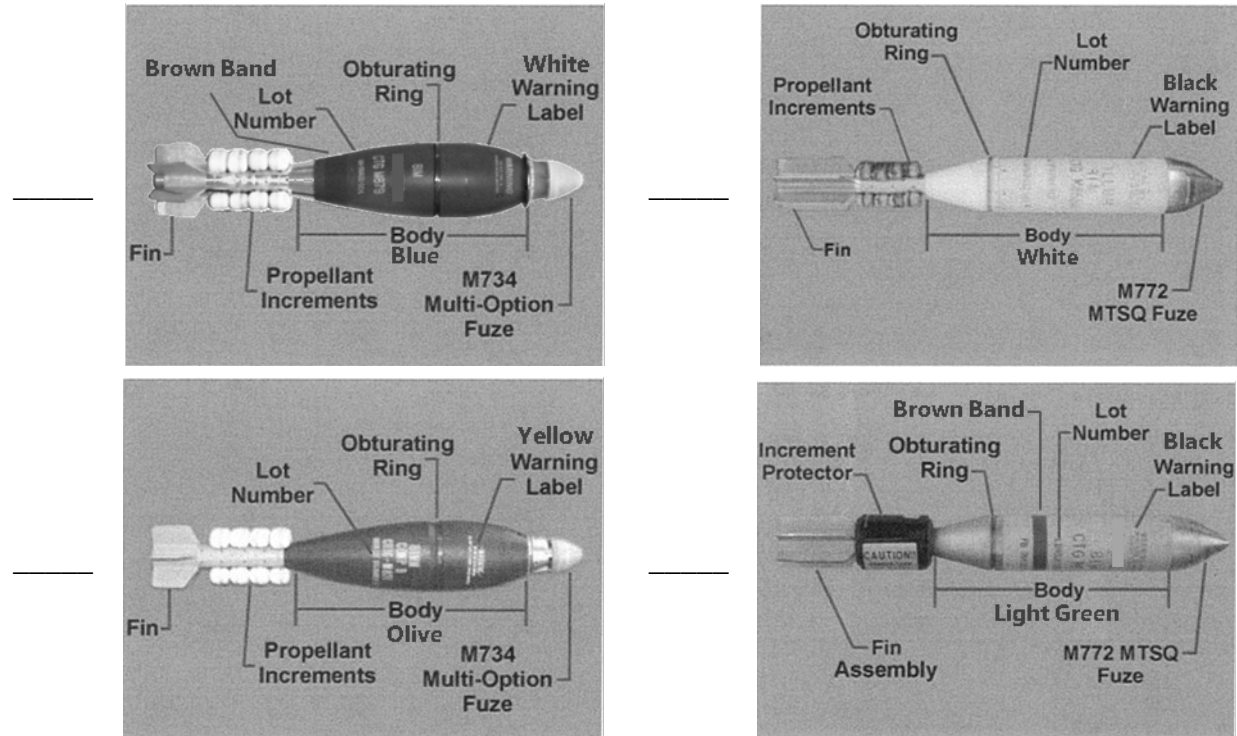 Brown Band
Lot
Number
Obturating
Ring
White
Warning
Label
Fin
Propellant
Increments
Body
Blue
M734
Multi-Option
Fuze
Obturating
Ring
Lot
Number
Propellant
Increments
Black
Warning
Label
Fin
Body
White
M772
MTSQ Fuze
Lot
Number
Obturating
Ring
Yellow
Warning
Label
Fin
Propellant
Increments
Body
Olive
M734
Multi-Option
Fuze
Increment
Protector
Obturating
Ring
Brown Band
Lot
Number
Black
Warning
Label
CAUTION
Fin
Assembly
Body
Light Green
M772 MTSQ
Fuze